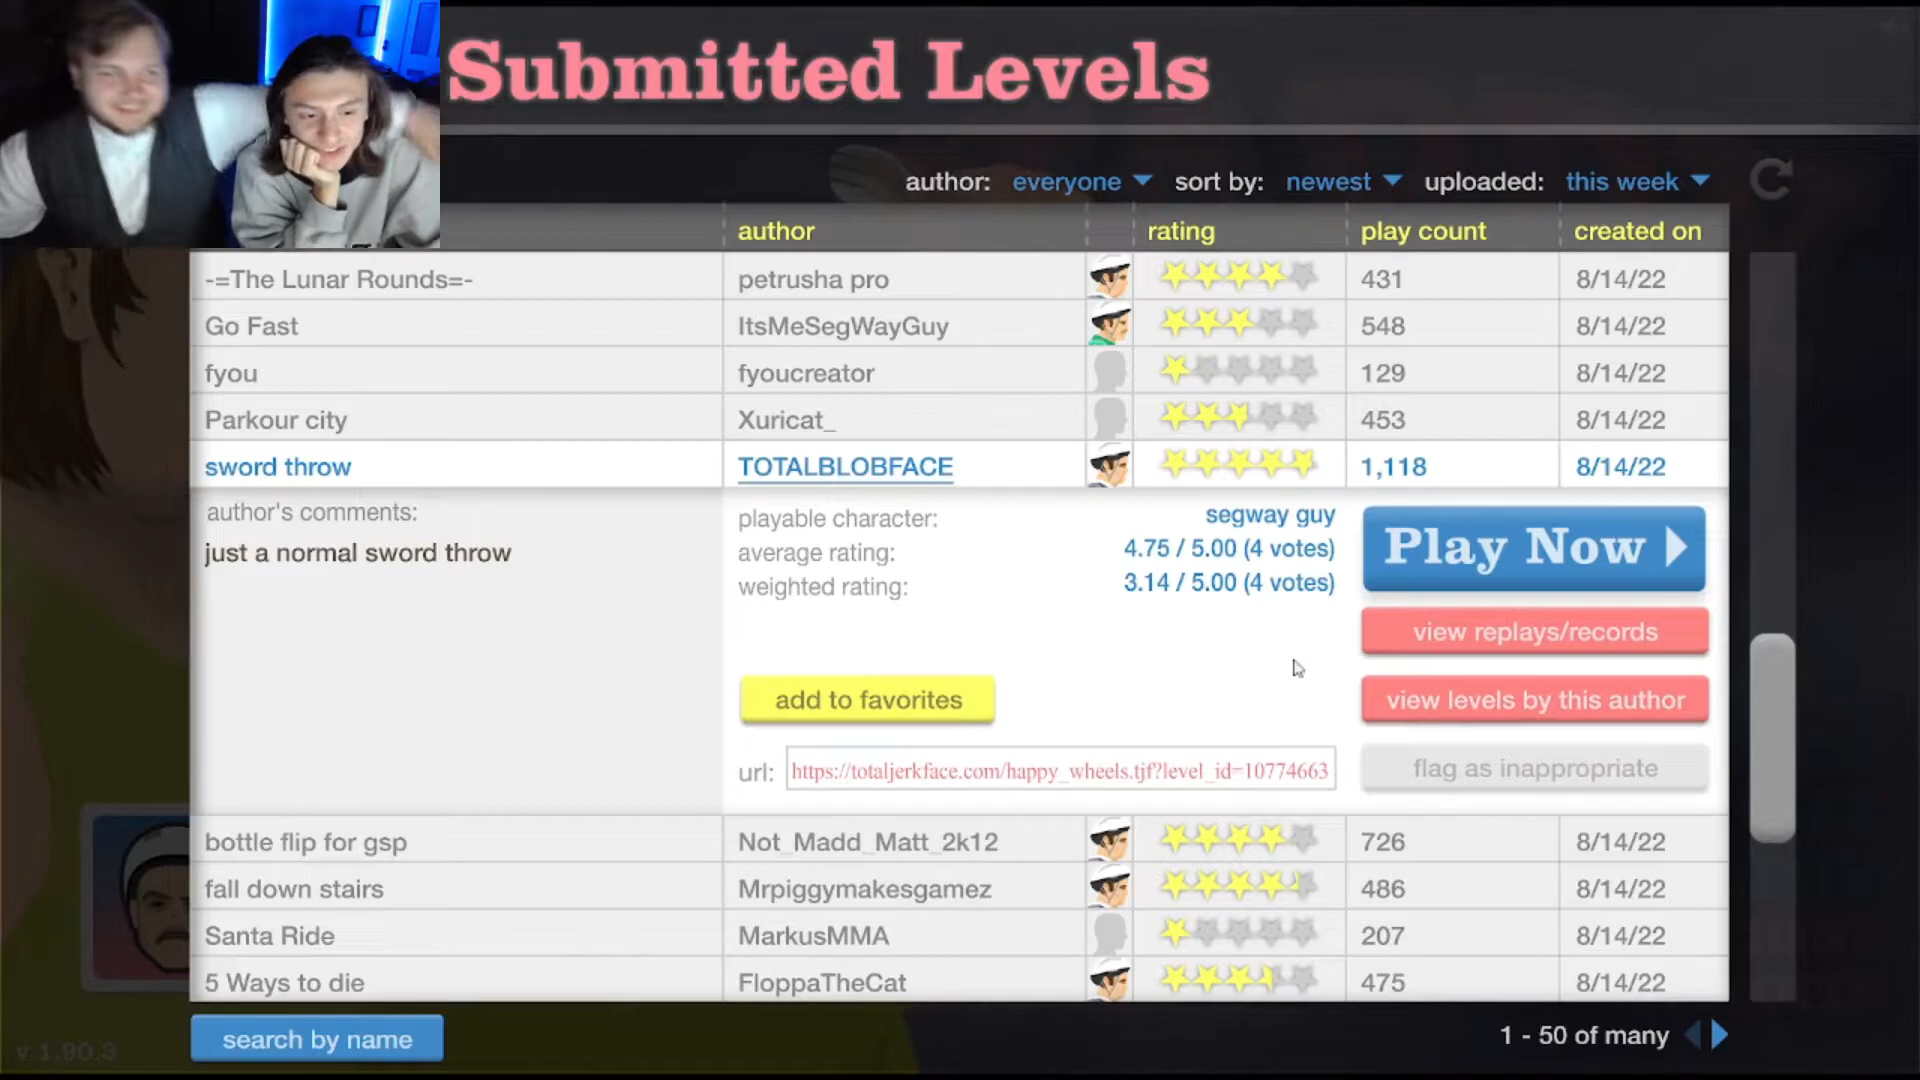 Submitted Levels
author: everyone sort by: newest uploaded: this week
author rating play count created on
-=The Lunar Rounds=- petrusha pro 431 8/14/22
Go Fast ItsMeSegWayGuy 548 8/14/22
fyou fyoucreator 129 8/14/22
Parkour city Xuricat_ 453 8/14/22
sword throw TOTALBLOBFACE 1,118 8/14/22
author's comments:
just a normal sword throw
playable character: segway guy
average rating: 4.75 / 5.00 (4 votes)
weighted rating: 3.14 / 5.00 (4 votes)
Play Now
view replays/records
add to favorites
view levels by this author
url: https://totaljerkface.com/happy_wheels.tjf?level_id=10774663
flag as inappropriate
bottle flip for gsp Not_Madd_Matt_2k12 726 8/14/22
fall down stairs Mrpiggymakesgamez 486 8/14/22
Santa Ride MarkusMMA 207 8/14/22
5 Ways to die FloppaTheCat 475 8/14/22
search by name
1 - 50 of many
v.1.90.3